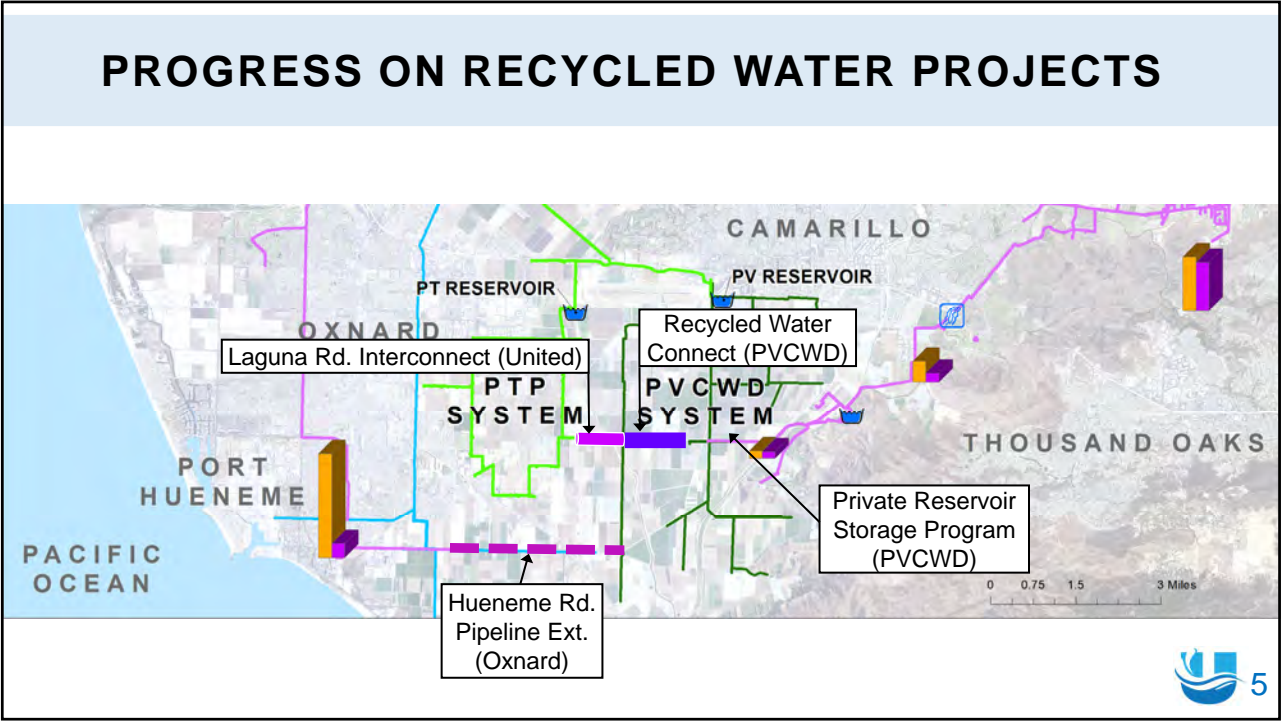 PROGRESS ON RECYCLED WATER PROJECTS
CAMARILLO
PT RESERVOIR
PV RESERVOIR
OXNARD
Laguna Rd. Interconnect (United)
Recycled Water
Connect (PVCWD)
PTP
SYSTEM
PVCWD
SYSTEM
THOUSAND OAKS
PORT
HUENEME
Private Reservoir
Storage Program
(PVCWD)
PACIFIC
OCEAN
0 0.75 1.5 3 Miles
Hueneme Rd.
Pipeline Ext.
(Oxnard)
5